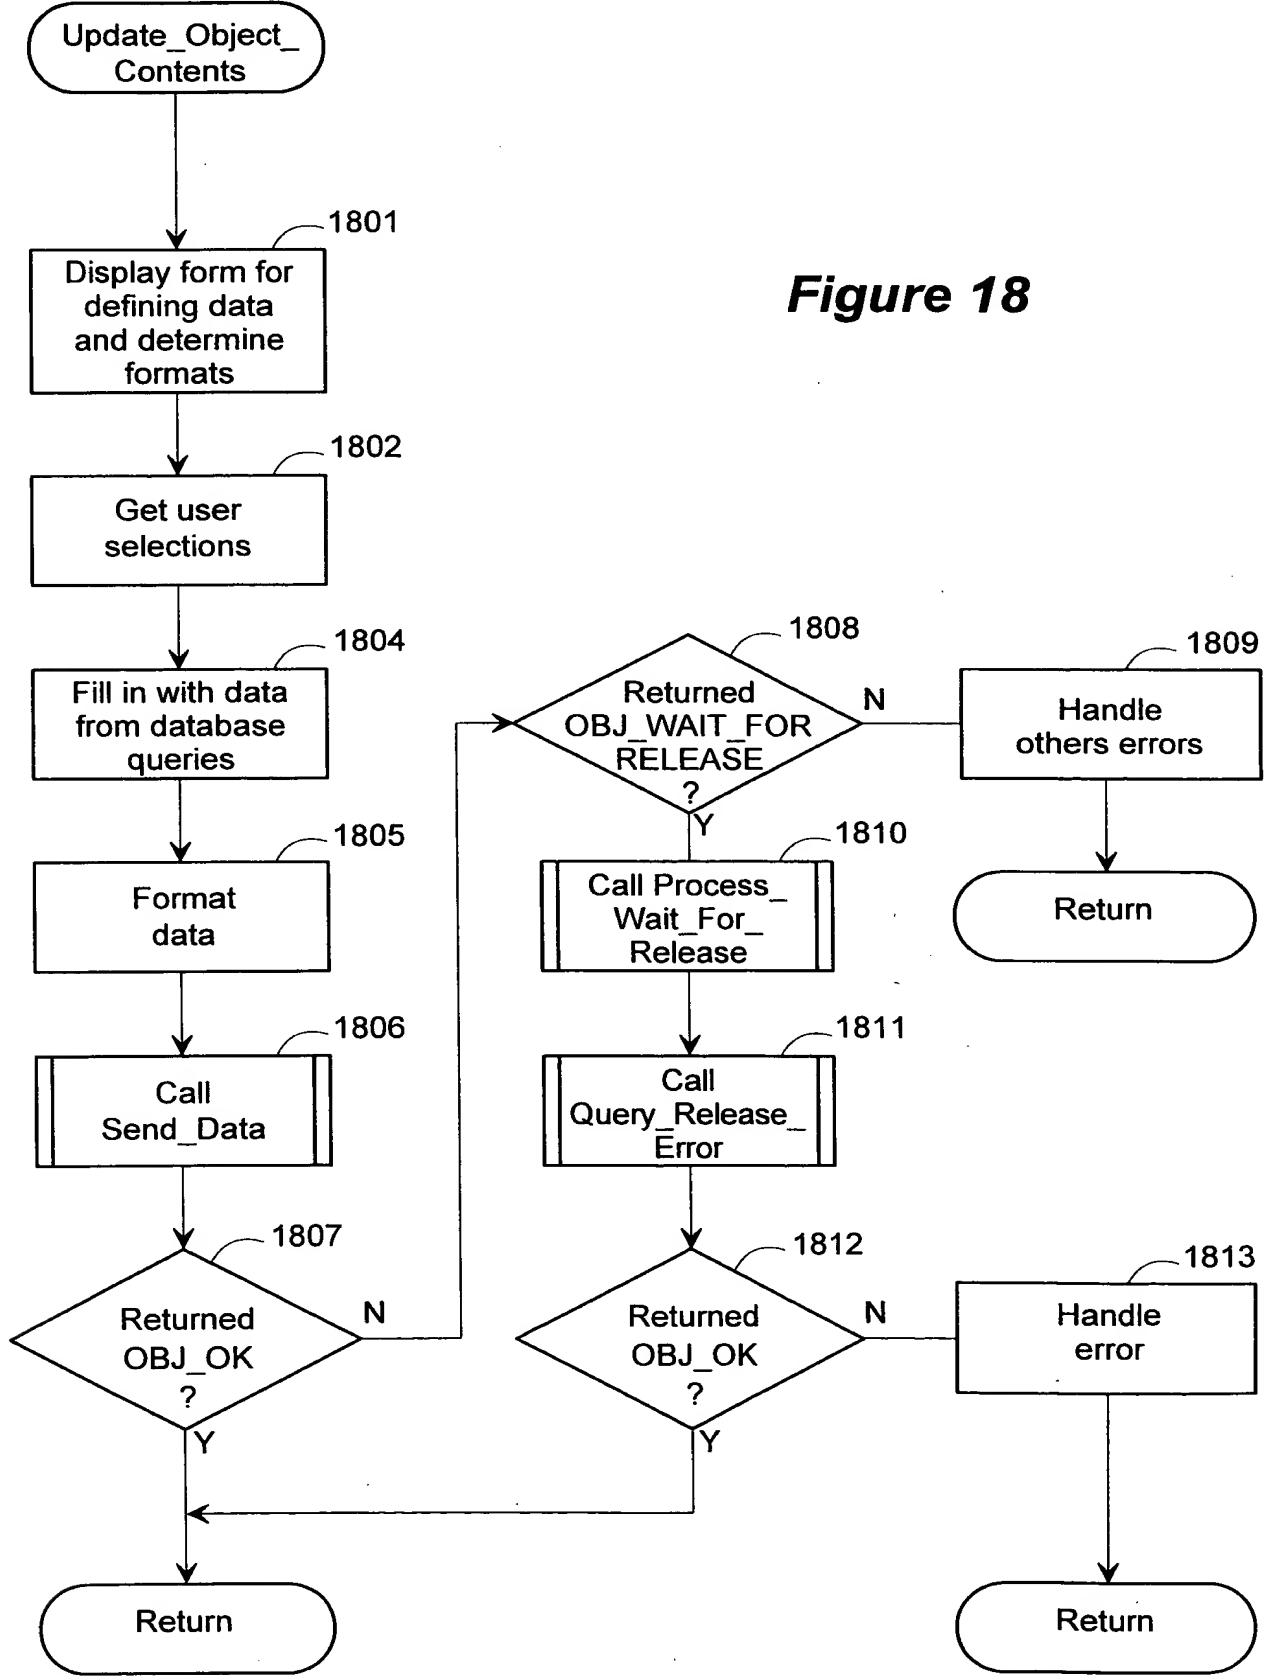 Update_Object_
Contents
1801
Display form for
defining data
and determine
formats
Figure 18
1802
Get user
selections
1804
Fill in with data
from database
queries
1805
Format
data
1806
Call
Send_Data
1807
Returned
OBJ_OK
?
N
Y
Return
1808
Returned
OBJ_WAIT_FOR
RELEASE
?
N
Y
1809
Handle
others errors
Return
1810
Call Process_
Wait_For_
Release
1811
Call
Query_Release_
Error
1812
Returned
OBJ_OK
?
N
Y
1813
Handle
error
Return